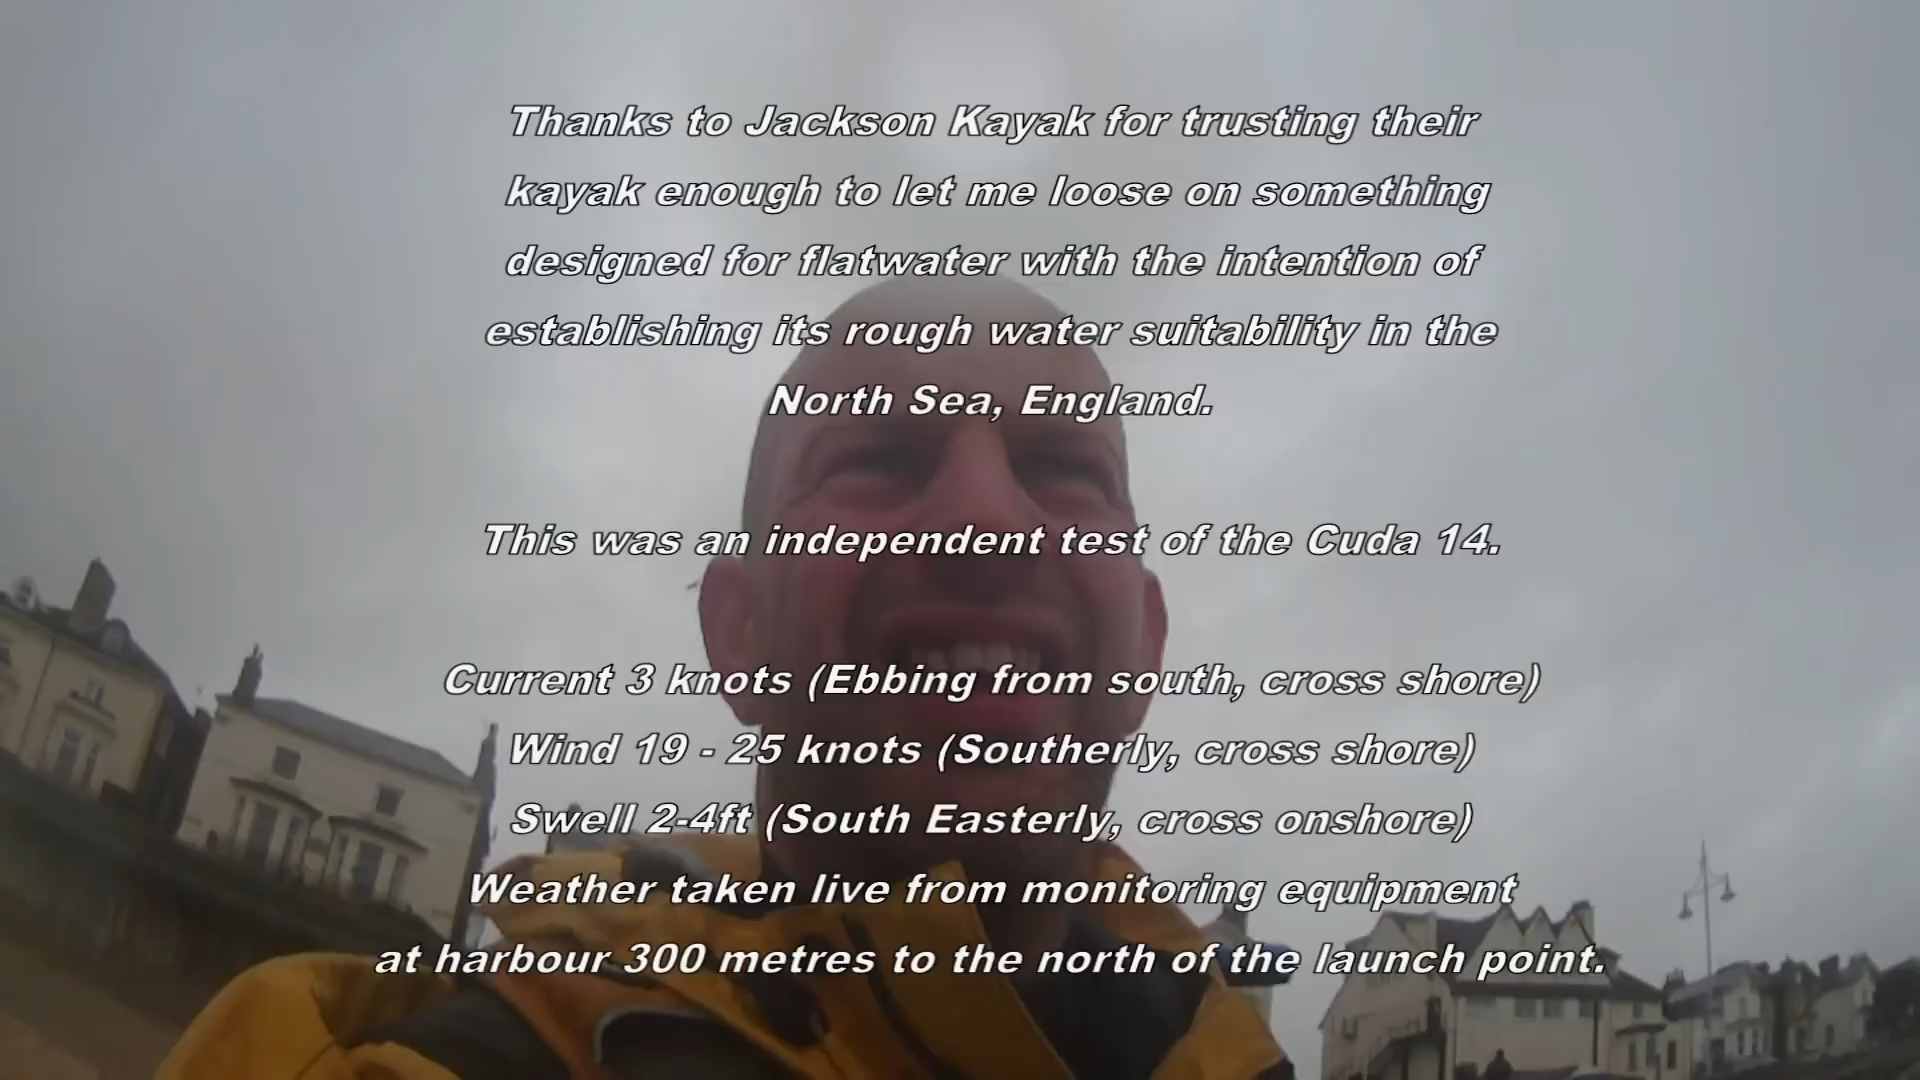 Thanks to Jackson Kayak for trusting their
kayak enough to let me loose on something
designed for flatwater with the intention of
establishing its rough water suitability in the
North Sea, England.
This was an independent test of the Cuda 14.
Current 3 knots (Ebbing from south, cross shore)
Wind 19 - 25 knots (Southerly, cross shore)
Swell 2-4ft (South Easterly, cross onshore)
Weather taken live from monitoring equipment
at harbour 300 metres to the north of the launch point.